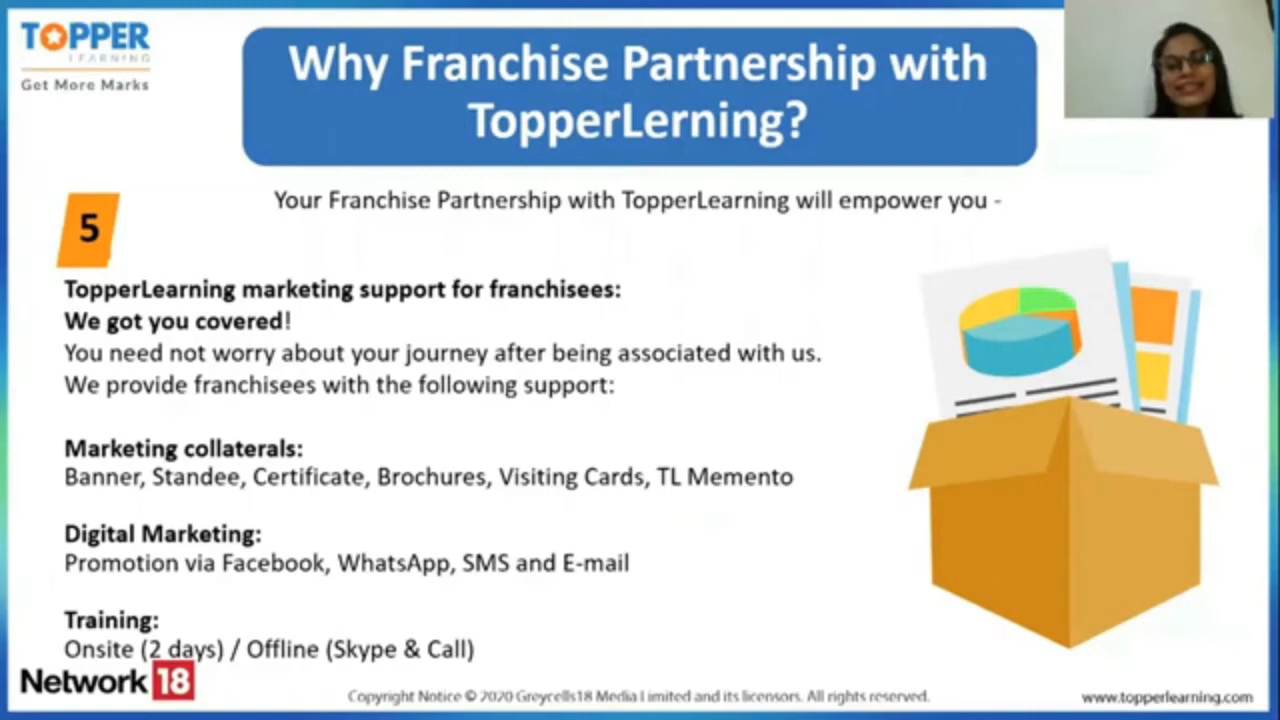 TOPPER
LEARNING
Get More Marks
Why Franchise Partnership with
TopperLerning?
Your Franchise Partnership with TopperLearning will empower you -
5
TopperLearning marketing support for franchisees:
We got you covered!
You need not worry about your journey after being associated with us.
We provide franchisees with the following support:
Marketing collaterals:
Banner, Standee, Certificate, Brochures, Visiting Cards, TL Memento
Digital Marketing:
Promotion via Facebook, WhatsApp, SMS and E-mail
Training:
Onsite (2 days) / Offline (Skype & Call)
Network 18
Copyright Notice © 2020 Greycells18 Media Limited and its licensors. All rights reserved.
www.topperlearning.com